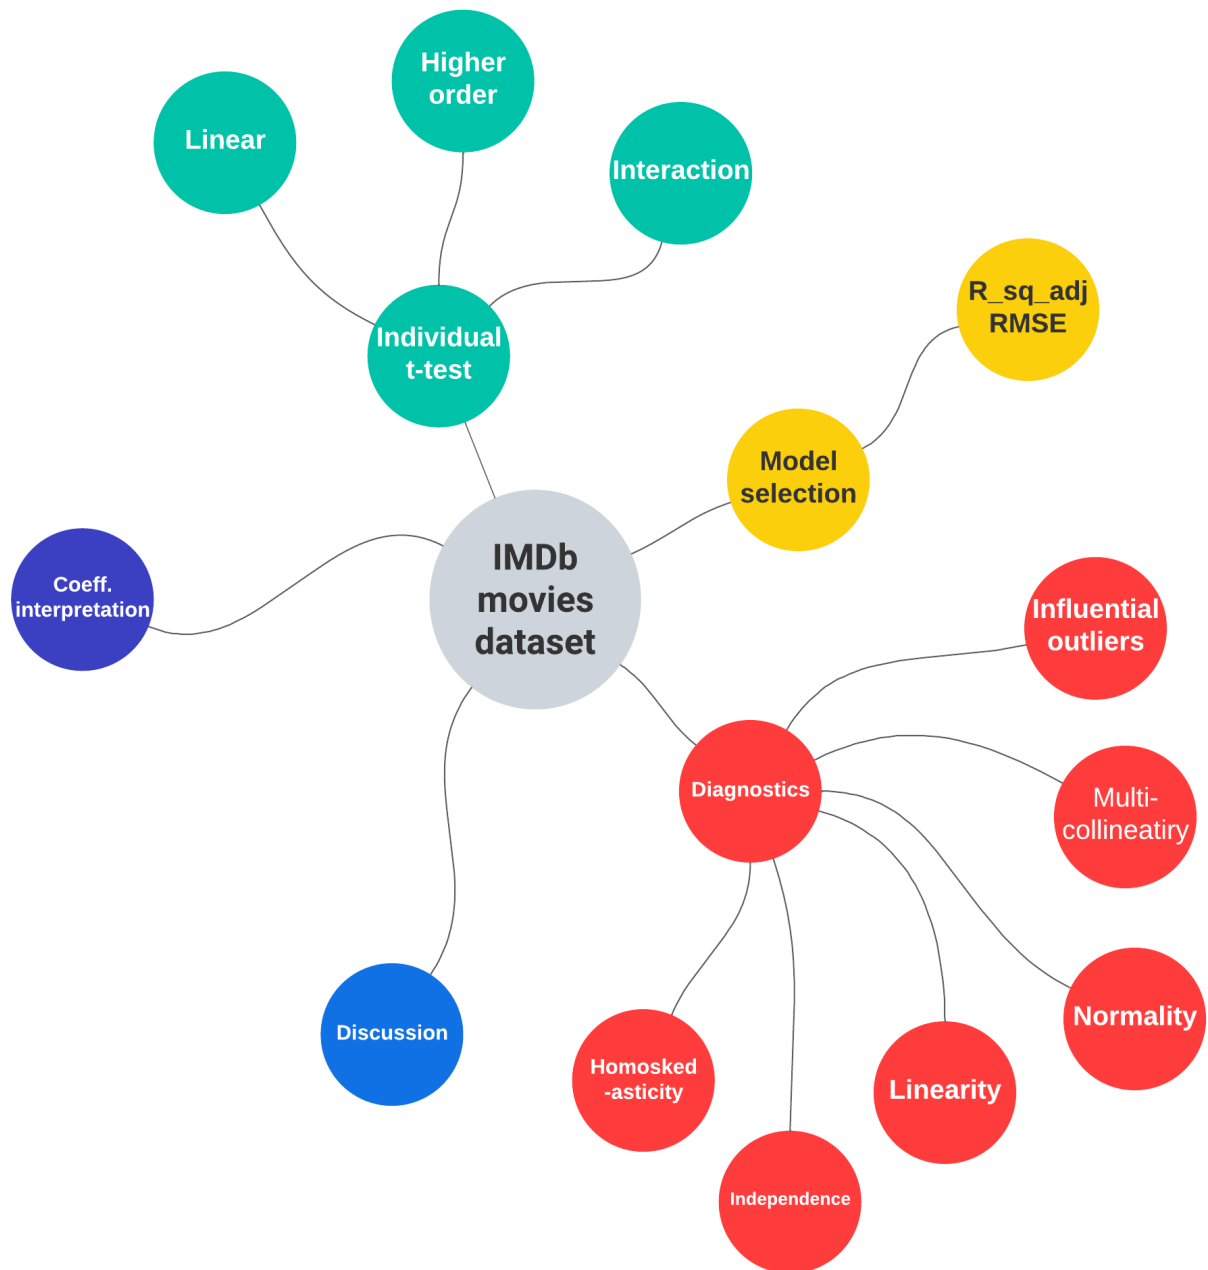 Higher
order
Linear
Interaction
R_sq_adj
RMSE
Individual
t-test
Model
selection
IMDb
movies
dataset
Coeff.
interpretation
Influential
outliers
Diagnostics
Multi-
collineatiry
Normality
Discussion
Homosked
-asticity
Linearity
Independence